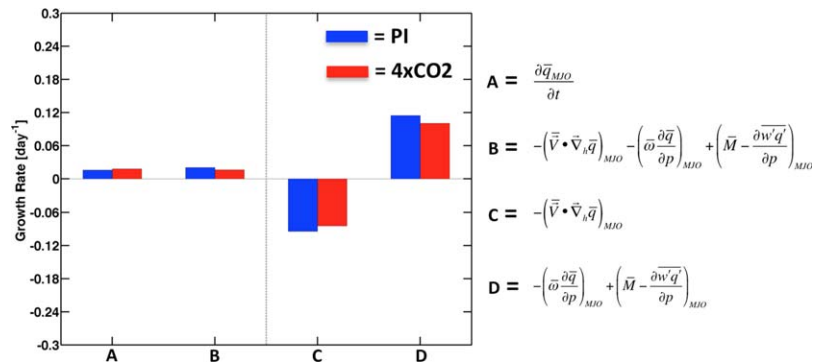 0.3
0.24
0.18
0.12
0.06
0
-0.06
-0.12
-0.18
-0.24
-0.3
Growth Rate [day⁻¹]
A B C D
= PI
= 4xCO2
A = ∂q̄_MJO / ∂t
B = -(V̄⃗ • ∇⃗_h q̄)_MJO - (ω̄ ∂q̄/∂p)_MJO + (M̄ - ∂w'q'‾/∂p)_MJO
C = -(V̄⃗ • ∇⃗_h q̄)_MJO
D = -(ω̄ ∂q̄/∂p)_MJO + (M̄ - ∂w'q'‾/∂p)_MJO